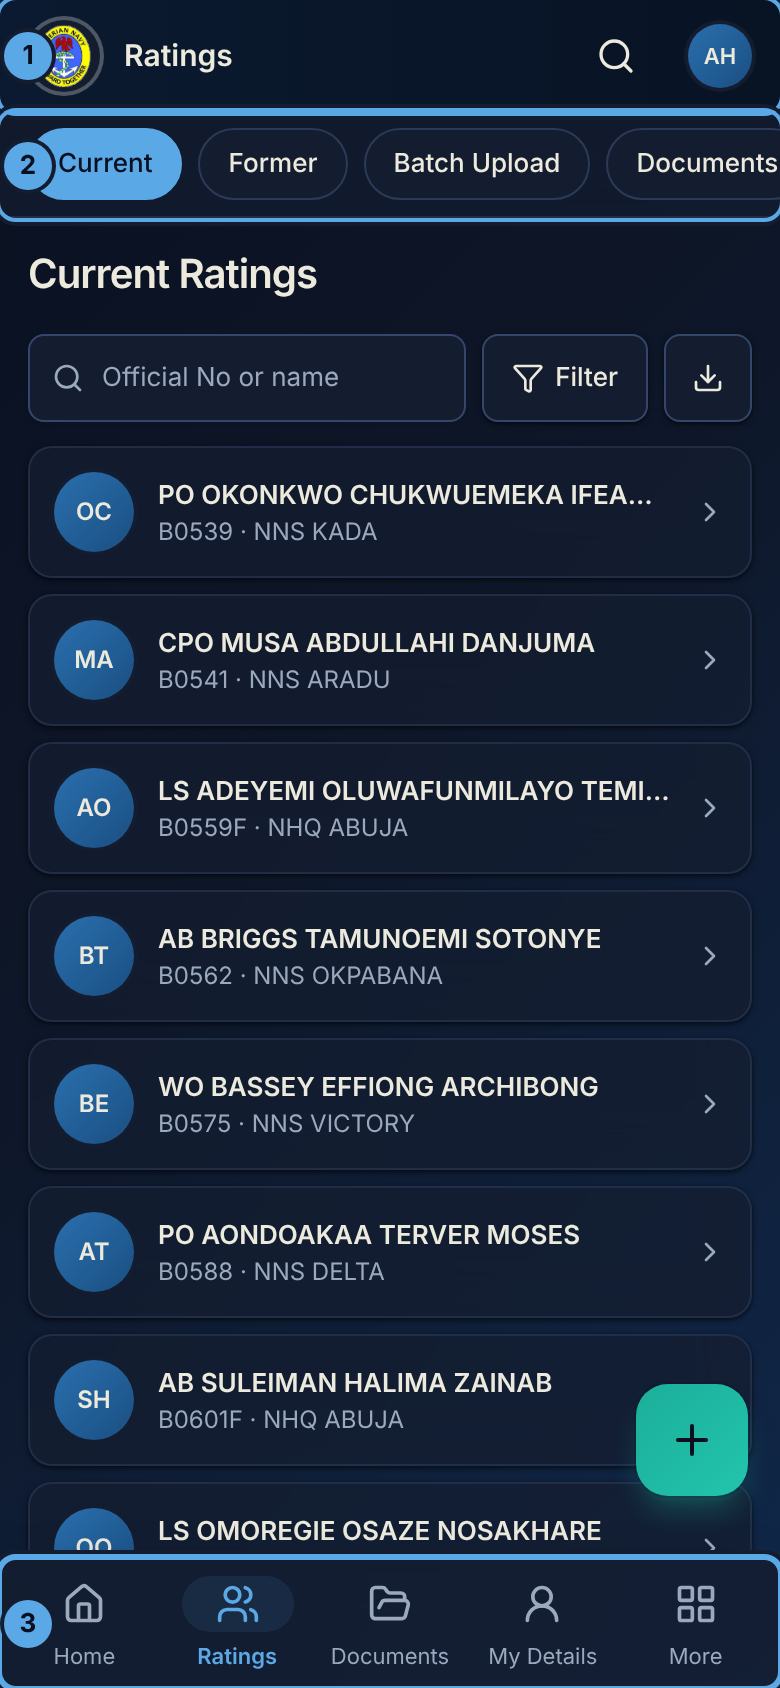 1
Ratings
AH
2
Current
Former
Batch Upload
Documents
Current Ratings
Official No or name
Filter
OC
PO OKONKWO CHUKWUEMEKA IFEA...
B0539 · NNS KADA
MA
CPO MUSA ABDULLAHI DANJUMA
B0541 · NNS ARADU
AO
LS ADEYEMI OLUWAFUNMILAYO TEMI...
B0559F · NHQ ABUJA
BT
AB BRIGGS TAMUNOEMI SOTONYE
B0562 · NNS OKPABANA
BE
WO BASSEY EFFIONG ARCHIBONG
B0575 · NNS VICTORY
AT
PO AONDOAKAA TERVER MOSES
B0588 · NNS DELTA
SH
AB SULEIMAN HALIMA ZAINAB
B0601F · NHQ ABUJA
OO
LS OMOREGIE OSAZE NOSAKHARE
3
Home
Ratings
Documents
My Details
More